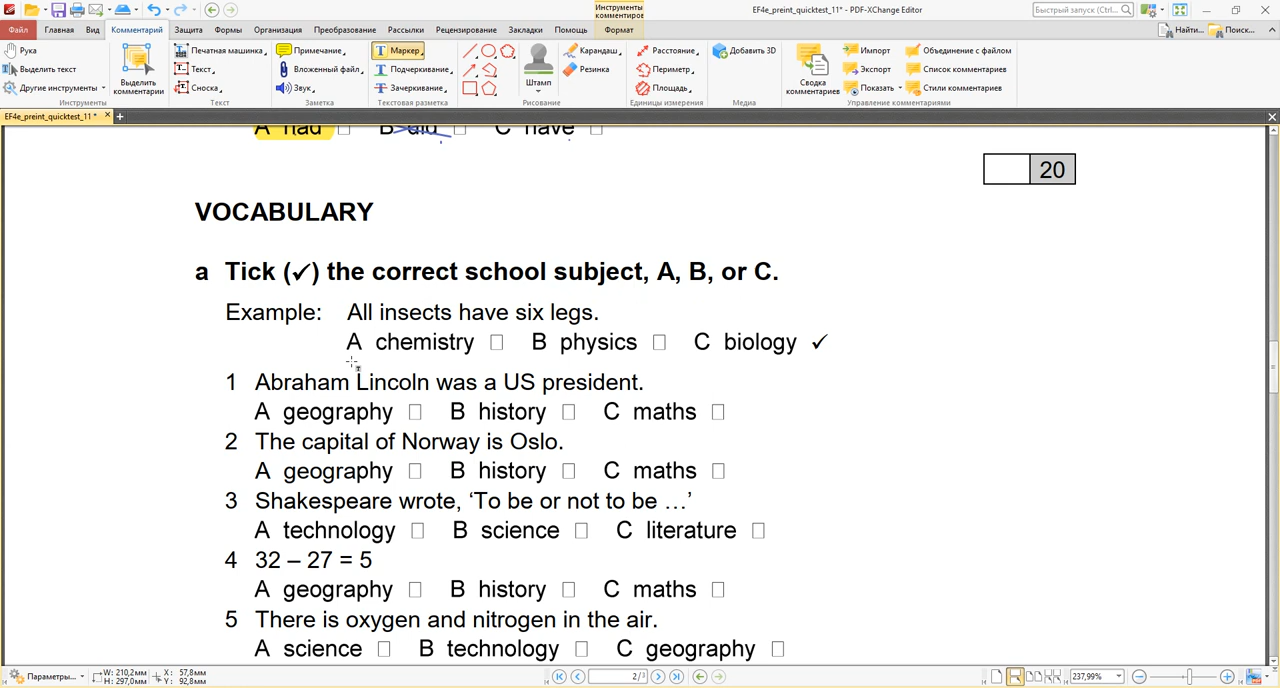 Инструменты комментиров
EF4e_preint_quicktest_11* - PDF-XChange Editor
Быстрый запуск (Ctrl...
Файл Главная Вид Комментарий Защита Формы Организация Преобразование Рассылки Рецензирование Закладки Помощь Формат Найти... Поиск...
Рука
Выделить текст
Другие инструменты
Инструменты
Выделить комментарии
Печатная машинка
Текст
Сноска
Текст
Примечание
Вложенный файл
Звук
Заметка
Маркер
Подчеркивание
Зачеркивание
Текстовая разметка
Штамп
Карандаш
Резинка
Рисование
Расстояние
Периметр
Площадь
Единицы измерения
Добавить 3D
Медиа
Сводка комментариев
Импорт
Экспорт
Показать
Объединение с файлом
Список комментариев
Стили комментариев
Управление комментариями
EF4e_preint_quicktest_11 *
A had □ B did □ C have □
20
VOCABULARY
a Tick (✓) the correct school subject, A, B, or C.
Example: All insects have six legs.
A chemistry □ B physics □ C biology ✓
1 Abraham Lincoln was a US president.
A geography □ B history □ C maths □
2 The capital of Norway is Oslo.
A geography □ B history □ C maths □
3 Shakespeare wrote, ‘To be or not to be …’
A technology □ B science □ C literature □
4 32 – 27 = 5
A geography □ B history □ C maths □
5 There is oxygen and nitrogen in the air.
A science □ B technology □ C geography □
Параметры... W: 210,2мм X: 57,8мм
H: 297,0мм Y: 92,8мм
237,99%